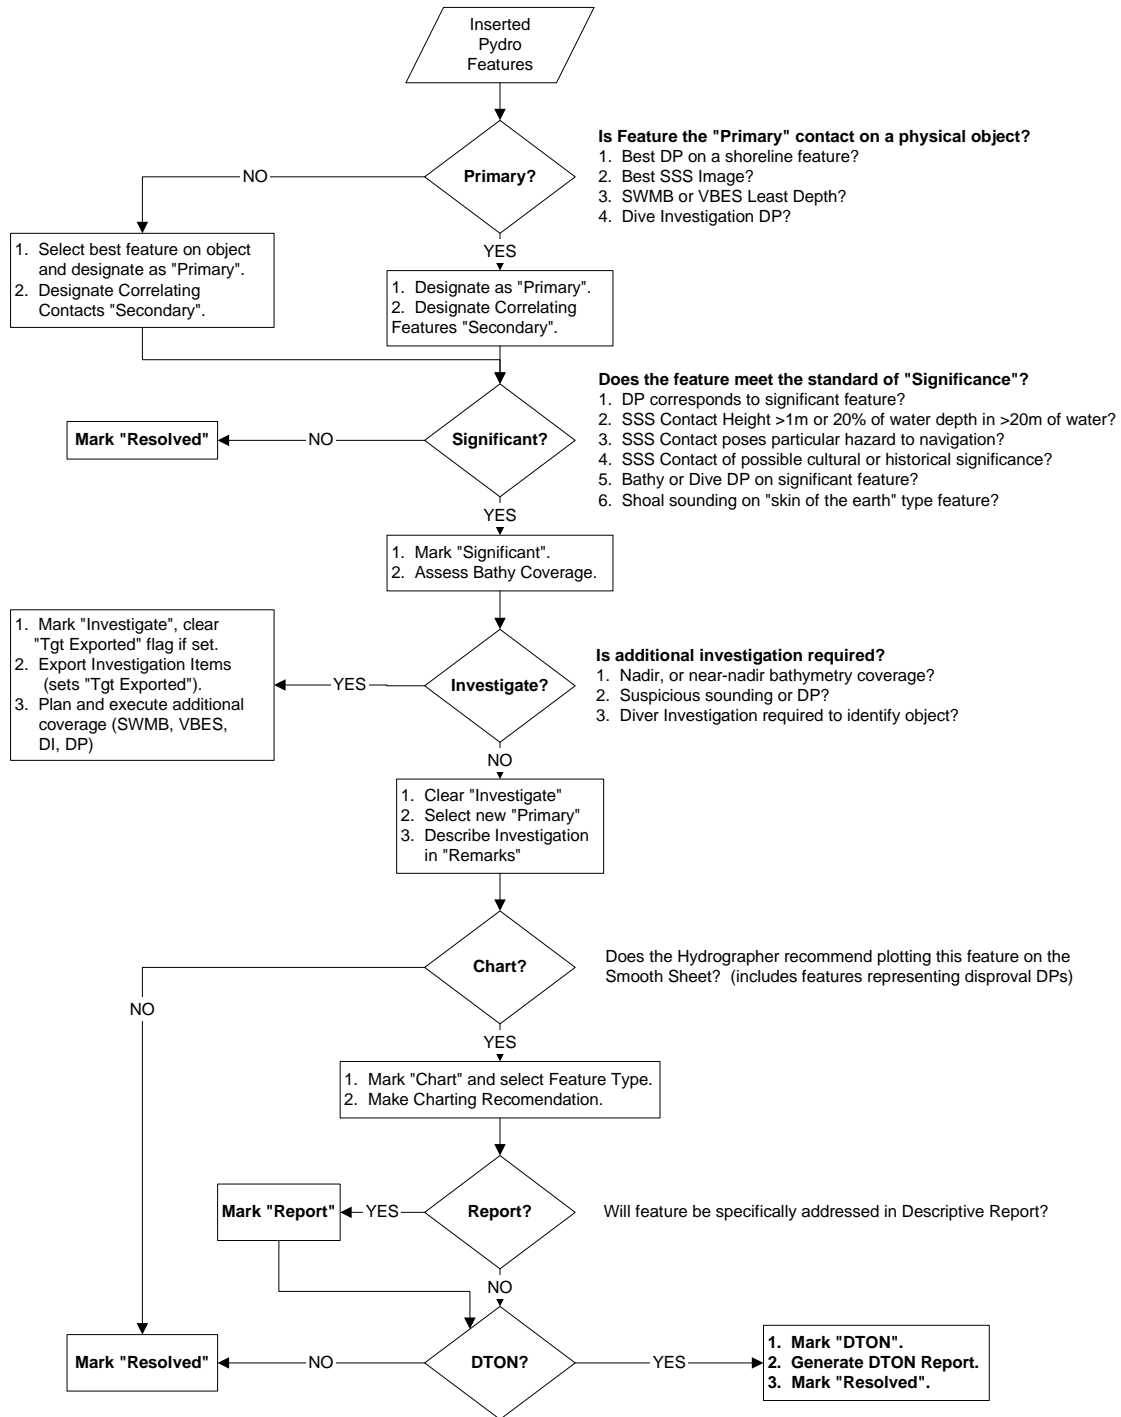 Inserted
Pydro
Features
Primary?
Is Feature the "Primary" contact on a physical object?
1. Best DP on a shoreline feature?
2. Best SSS Image?
3. SWMB or VBES Least Depth?
4. Dive Investigation DP?
NO
YES
1. Select best feature on object
and designate as "Primary".
2. Designate Correlating
Contacts "Secondary".
1. Designate as "Primary".
2. Designate Correlating
Features "Secondary".
Does the feature meet the standard of "Significance"?
1. DP corresponds to significant feature?
2. SSS Contact Height >1m or 20% of water depth in >20m of water?
3. SSS Contact poses particular hazard to navigation?
4. SSS Contact of possible cultural or historical significance?
5. Bathy or Dive DP on significant feature?
6. Shoal sounding on "skin of the earth" type feature?
Mark "Resolved"
NO
Significant?
YES
1. Mark "Significant".
2. Assess Bathy Coverage.
1. Mark "Investigate", clear
"Tgt Exported" flag if set.
2. Export Investigation Items
(sets "Tgt Exported").
3. Plan and execute additional
coverage (SWMB, VBES,
DI, DP)
YES
Investigate?
Is additional investigation required?
1. Nadir, or near-nadir bathymetry coverage?
2. Suspicious sounding or DP?
3. Diver Investigation required to identify object?
NO
1. Clear "Investigate"
2. Select new "Primary"
3. Describe Investigation
in "Remarks"
Chart?
Does the Hydrographer recommend plotting this feature on the
Smooth Sheet? (includes features representing disproval DPs)
NO
YES
1. Mark "Chart" and select Feature Type.
2. Make Charting Recomendation.
Mark "Report"
YES
Report?
Will feature be specifically addressed in Descriptive Report?
NO
Mark "Resolved"
NO
DTON?
YES
1. Mark "DTON".
2. Generate DTON Report.
3. Mark "Resolved".